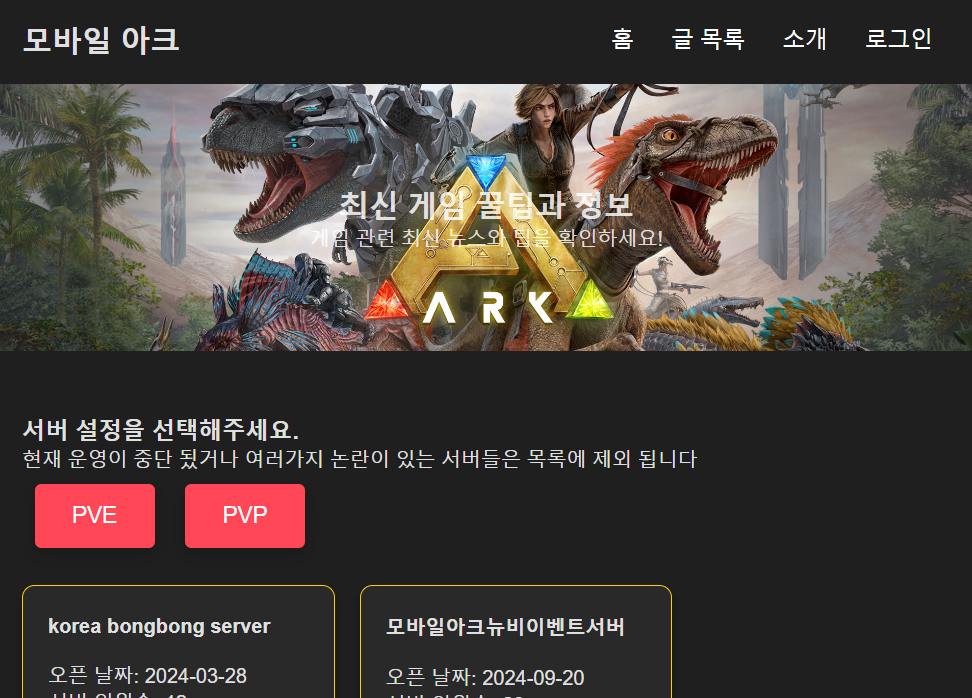 모바일 아크
홈 글 목록 소개 로그인
최신 게임 꿀팁과 정보
게임 관련 최신 뉴스와 팁을 확인하세요!
ARK
서버 설정을 선택해주세요.
현재 운영이 중단 됬거나 여러가지 논란이 있는 서버들은 목록에 제외 됩니다
PVE PVP
korea bongbong server
오픈 날짜: 2024-03-28
모바일아크뉴비이벤트서버
오픈 날짜: 2024-09-20